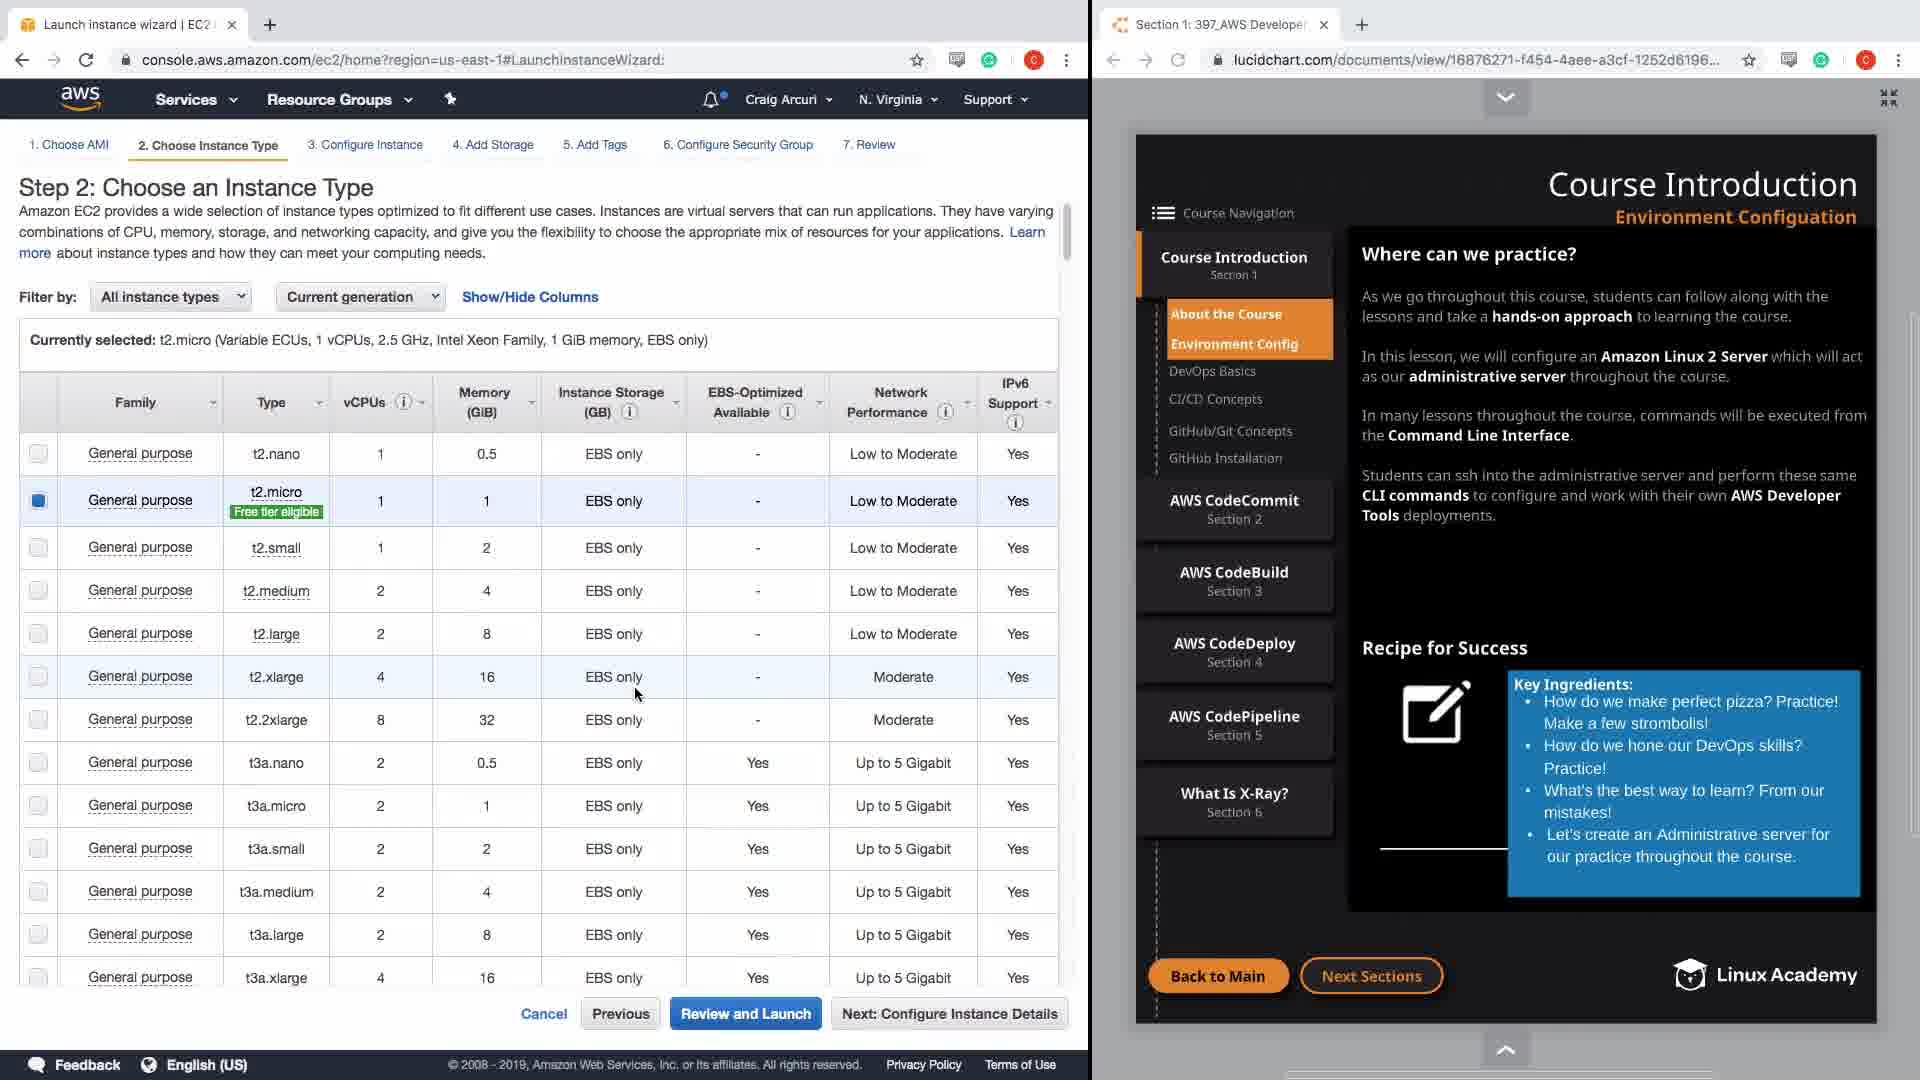 Launch instance wizard | EC2
console.aws.amazon.com/ec2/home?region=us-east-1#LaunchInstanceWizard:
C
aws
Services
Resource Groups
Craig Arcuri
N. Virginia
Support
1. Choose AMI
2. Choose Instance Type
3. Configure Instance
4. Add Storage
5. Add Tags
6. Configure Security Group
7. Review
Step 2: Choose an Instance Type
Amazon EC2 provides a wide selection of instance types optimized to fit different use cases. Instances are virtual servers that can run applications. They have varying
combinations of CPU, memory, storage, and networking capacity, and give you the flexibility to choose the appropriate mix of resources for your applications. Learn
more about instance types and how they can meet your computing needs.
Filter by: All instance types Current generation Show/Hide Columns
Currently selected: t2.micro (Variable ECUs, 1 vCPUs, 2.5 GHz, Intel Xeon Family, 1 GiB memory, EBS only)
Family
Type
vCPUs
Memory
(GiB)
Instance Storage
(GB)
EBS-Optimized
Available
Network
Performance
IPv6
Support
General purpose t2.nano 1 0.5 EBS only - Low to Moderate Yes
General purpose t2.micro 1 1 EBS only - Low to Moderate Yes
Free tier eligible
General purpose t2.small 1 2 EBS only - Low to Moderate Yes
General purpose t2.medium 2 4 EBS only - Low to Moderate Yes
General purpose t2.large 2 8 EBS only - Low to Moderate Yes
General purpose t2.xlarge 4 16 EBS only - Moderate Yes
General purpose t2.2xlarge 8 32 EBS only - Moderate Yes
General purpose t3a.nano 2 0.5 EBS only Yes Up to 5 Gigabit Yes
General purpose t3a.micro 2 1 EBS only Yes Up to 5 Gigabit Yes
General purpose t3a.small 2 2 EBS only Yes Up to 5 Gigabit Yes
General purpose t3a.medium 2 4 EBS only Yes Up to 5 Gigabit Yes
General purpose t3a.large 2 8 EBS only Yes Up to 5 Gigabit Yes
General purpose t3a.xlarge 4 16 EBS only Yes Up to 5 Gigabit Yes
Cancel Previous Review and Launch Next: Configure Instance Details
Feedback English (US) © 2008 - 2019, Amazon Web Services, Inc. or its affiliates. All rights reserved. Privacy Policy Terms of Use
Section 1: 397_AWS Developer
lucidchart.com/documents/view/16876271-f454-4aee-a3cf-1252d6196...
C
Course Introduction
Environment Configuation
Course Navigation
Course Introduction
Section 1
About the Course
Environment Config
DevOps Basics
CI/CD Concepts
GitHub/Git Concepts
GitHub Installation
AWS CodeCommit
Section 2
AWS CodeBuild
Section 3
AWS CodeDeploy
Section 4
AWS CodePipeline
Section 5
What Is X-Ray?
Section 6
Where can we practice?
As we go throughout this course, students can follow along with the
lessons and take a hands-on approach to learning the course.
In this lesson, we will configure an Amazon Linux 2 Server which will act
as our administrative server throughout the course.
In many lessons throughout the course, commands will be executed from
the Command Line Interface.
Students can ssh into the administrative server and perform these same
CLI commands to configure and work with their own AWS Developer
Tools deployments.
Recipe for Success
Key Ingredients:
• How do we make perfect pizza? Practice!
Make a few strombolis!
• How do we hone our DevOps skills?
Practice!
• What's the best way to learn? From our
mistakes!
• Let's create an Administrative server for
our practice throughout the course.
Back to Main
Next Sections
Linux Academy